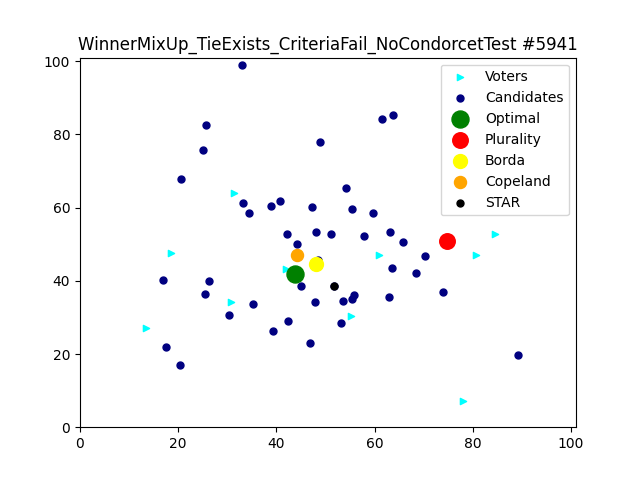 WinnerMixUp_TieExists_CriteriaFail_NoCondorcetTest #5941
100
80
60
40
20
0
0 20 40 60 80 100
Voters
Candidates
Optimal
Plurality
Borda
Copeland
STAR